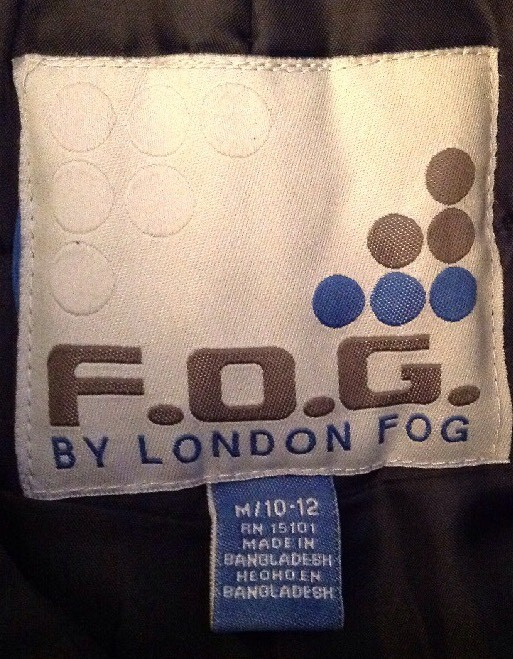 F.O.G.
BY LONDON FOG
M/10-12
RN 15101
MADE IN
BANGLADESH
HECHO EN
BANGLADESH